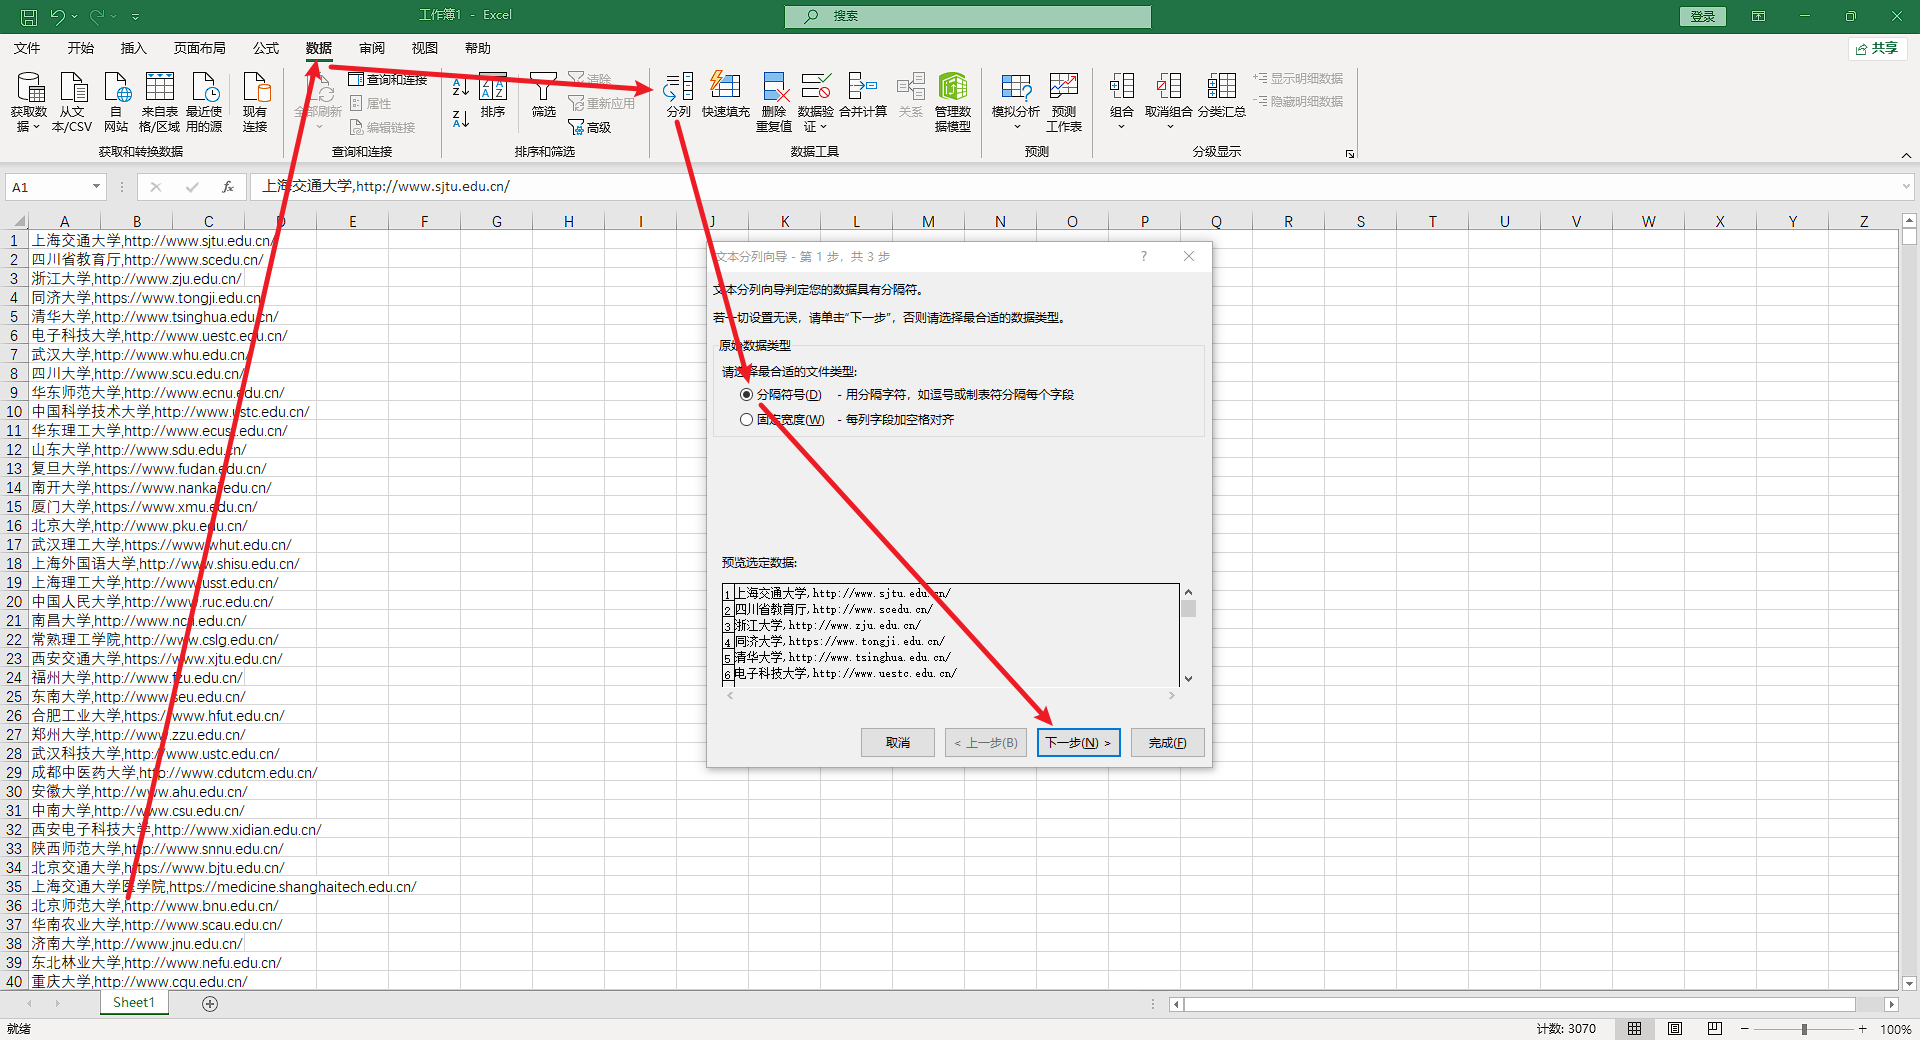 工作簿1 - Excel
搜索
登录
文件 开始 插入 页面布局 公式 数据 审阅 视图 帮助
共享
获取数据 从文本/CSV 自网站 来自表格/区域 最近使用的源 现有连接
获取和转换数据
全部刷新 查询和连接 属性 编辑链接
查询和连接
排序 筛选 清除 重新应用 高级
排序和筛选
分列 快速填充 删除重复值 数据验证 合并计算 关系 管理数据模型
数据工具
模拟分析 预测工作表
预测
组合 取消组合 分类汇总 显示明细数据 隐藏明细数据
分级显示
A1
fx
上海交通大学,http://www.sjtu.edu.cn/
A B C D E F G H I J K L M N O P Q R S T U V W X Y Z
1 上海交通大学,http://www.sjtu.edu.cn/
2 四川省教育厅,http://www.scedu.cn/
3 浙江大学,http://www.zju.edu.cn/
4 同济大学,https://www.tongji.edu.cn
5 清华大学,http://www.tsinghua.edu.cn/
6 电子科技大学,http://www.uestc.edu.cn/
7 武汉大学,http://www.whu.edu.cn/
8 四川大学,http://www.scu.edu.cn/
9 华东师范大学,http://www.ecnu.edu.cn/
10 中国科学技术大学,http://www.ustc.edu.cn/
11 华东理工大学,http://www.ecust.edu.cn/
12 山东大学,http://www.sdu.edu.cn/
13 复旦大学,https://www.fudan.edu.cn/
14 南开大学,https://www.nankai.edu.cn/
15 厦门大学,https://www.xmu.edu.cn/
16 北京大学,http://www.pku.edu.cn/
17 武汉理工大学,https://www.whut.edu.cn/
18 上海外国语大学,http://www.shisu.edu.cn/
19 上海理工大学,http://www.usst.edu.cn/
20 中国人民大学,http://www.ruc.edu.cn/
21 南昌大学,http://www.ncu.edu.cn/
22 常熟理工学院,http://www.cslg.edu.cn/
23 西安交通大学,https://www.xjtu.edu.cn/
24 福州大学,http://www.fzu.edu.cn/
25 东南大学,http://www.seu.edu.cn/
26 合肥工业大学,https://www.hfut.edu.cn/
27 郑州大学,http://www.zzu.edu.cn/
28 武汉科技大学,http://www.ustc.edu.cn/
29 成都中医药大学,http://www.cdutcm.edu.cn/
30 安徽大学,http://www.ahu.edu.cn/
31 中南大学,http://www.csu.edu.cn/
32 西安电子科技大学,http://www.xidian.edu.cn/
33 陕西师范大学,http://www.snnu.edu.cn/
34 北京交通大学,https://www.bjtu.edu.cn/
35 上海交通大学医学院,https://medicine.shanghaitech.edu.cn/
36 北京师范大学,http://www.bnu.edu.cn/
37 华南农业大学,http://www.scau.edu.cn/
38 济南大学,http://www.jnu.edu.cn/
39 东北林业大学,http://www.nefu.edu.cn/
40 重庆大学,http://www.cqu.edu.cn/
文本分列向导 - 第 1 步，共 3 步
?
文本分列向导判定您的数据具有分隔符。
若一切设置无误，请单击“下一步”，否则请选择最合适的数据类型。
原始数据类型
请选择最合适的文件类型:
分隔符号(D) - 用分隔字符，如逗号或制表符分隔每个字段
固定宽度(W) - 每列字段加空格对齐
预览选定数据:
1 上海交通大学,http://www.sjtu.edu.cn/
2 四川省教育厅,http://www.scedu.cn/
3 浙江大学,http://www.zju.edu.cn/
4 同济大学,https://www.tongji.edu.cn/
5 清华大学,http://www.tsinghua.edu.cn/
6 电子科技大学,http://www.uestc.edu.cn/
取消 < 上一步(B) 下一步(N) > 完成(F)
Sheet1
就绪
计数: 3070
100%